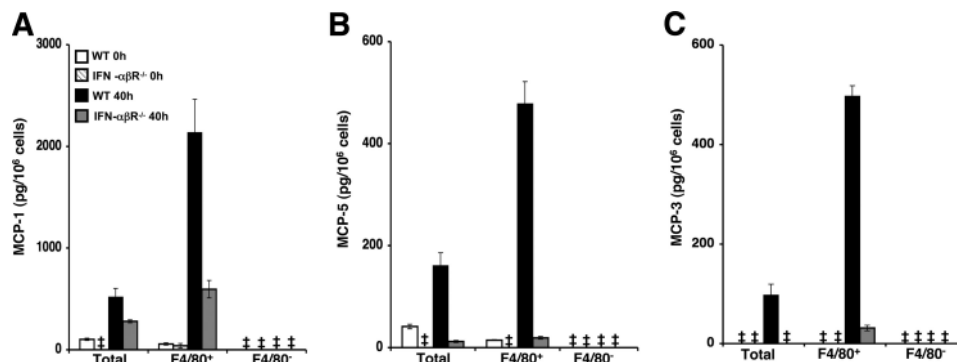 A
3000
2000
1000
0
MCP-1 (pg/10⁶ cells)
WT 0h
IFN -αβR⁻/⁻ 0h
WT 40h
IFN-αβR⁻/⁻ 40h
‡
‡ ‡ ‡ ‡
Total F4/80⁺ F4/80⁻
B
600
400
200
0
MCP-5 (pg/10⁶ cells)
‡ ‡ ‡ ‡ ‡ ‡
Total F4/80⁺ F4/80⁻
C
600
400
200
0
MCP-3 (pg/10⁶ cells)
‡ ‡ ‡ ‡ ‡ ‡ ‡ ‡ ‡
Total F4/80⁺ F4/80⁻